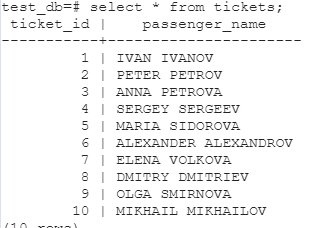 test_db=# select * from tickets;
ticket_id | passenger_name
-----------+----------------------
1 | IVAN IVANOV
2 | PETER PETROV
3 | ANNA PETROVA
4 | SERGEY SERGEEV
5 | MARIA SIDOROVA
6 | ALEXANDER ALEXANDROV
7 | ELENA VOLKOVA
8 | DMITRY DMITRIEV
9 | OLGA SMIRNOVA
10 | MIKHAIL MIKHAILOV
(10 rows)